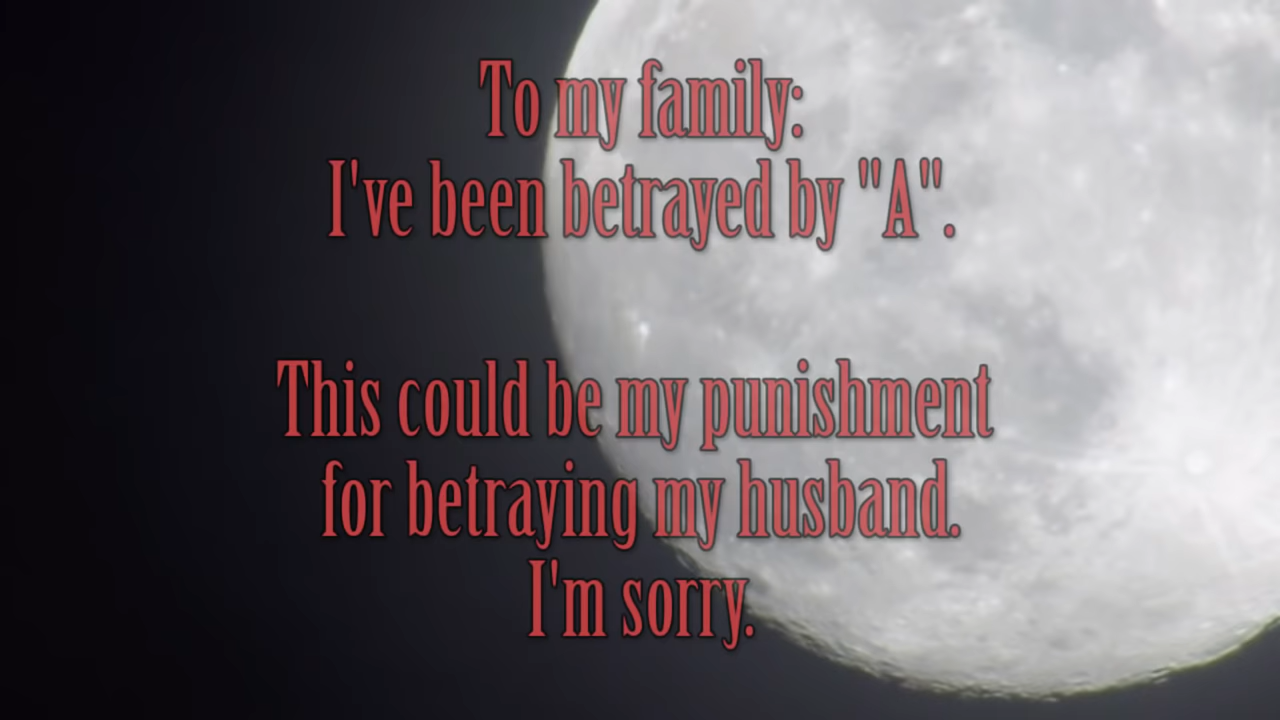 To my family:
I've been betrayed by "A".
This could be my punishment
for betraying my husband.
I'm sorry.